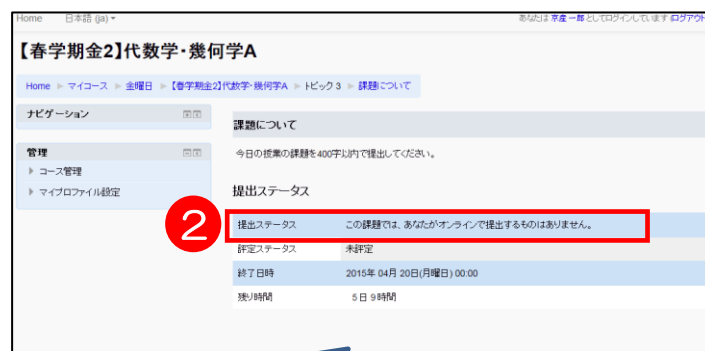 Home 日本語 (ja)
あなたは 京産 一郎 としてログインしています ログアウト
【春学期金2】代数学・幾何学A
Home マイコース 金曜日 【春学期金2】代数学・幾何学A トピック 3 課題について
ナビゲーション
管理
コース管理
マイプロファイル設定
課題について
今日の授業の課題を400字以内で提出してください。
提出ステータス
2
提出ステータス この課題では、あなたがオンラインで提出するものはありません。
評定ステータス 未評定
終了日時 2015年 04月 20日(月曜日) 00:00
残り時間 5日 9時間